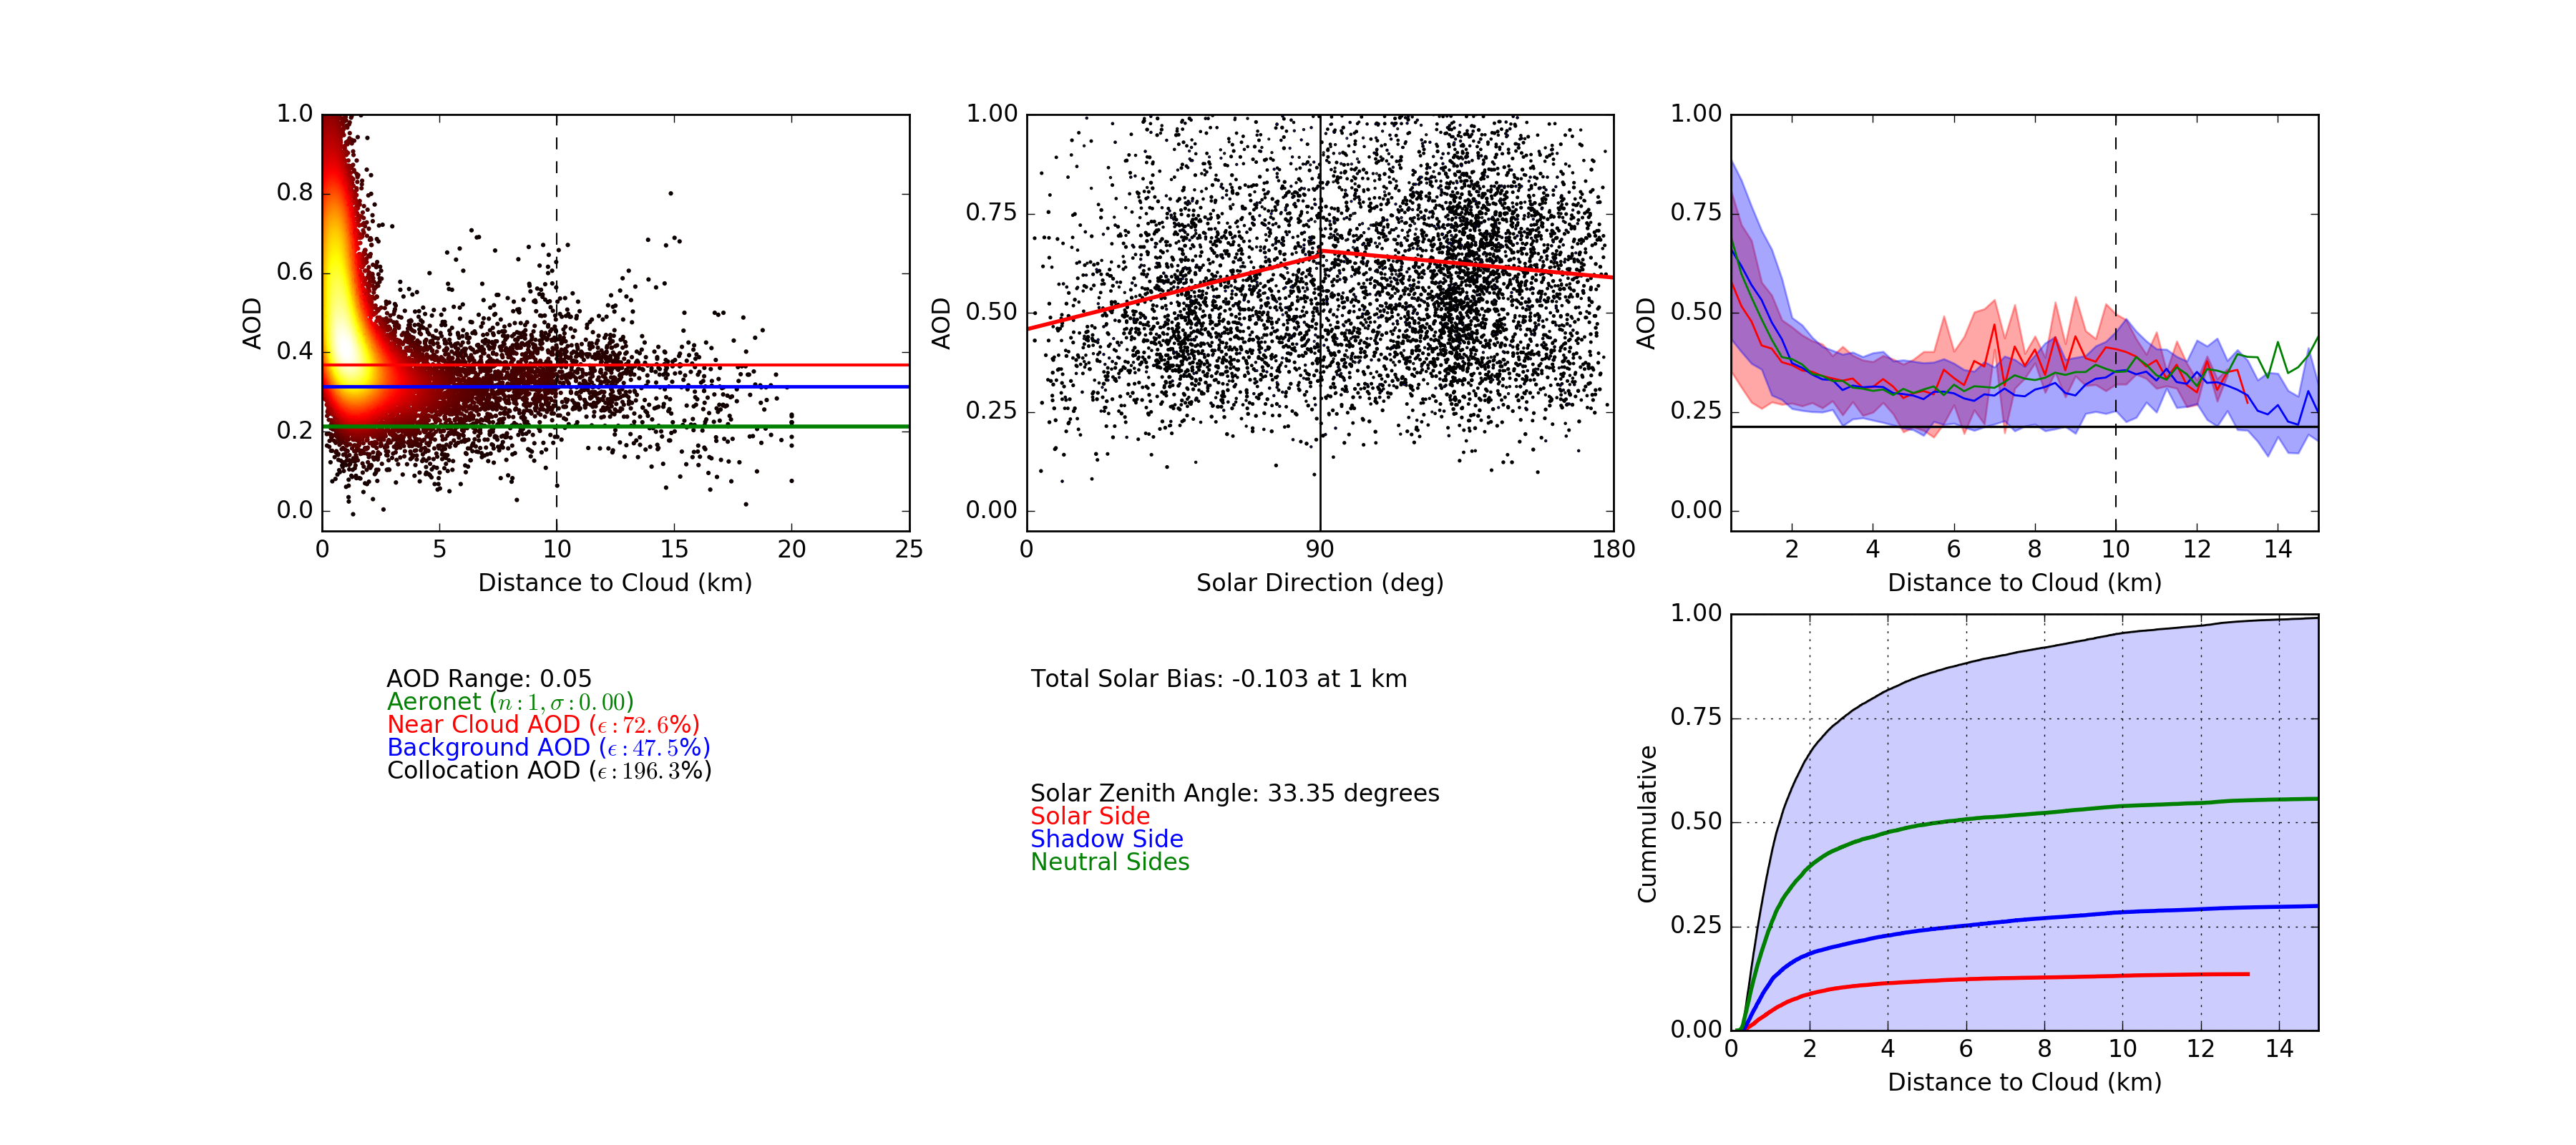 1.0
0.8
0.6
0.4
0.2
0.0
AOD
0 5 10 15 20 25
Distance to Cloud (km)
1.00
0.75
0.50
0.25
0.00
AOD
0 90 180
Solar Direction (deg)
1.00
0.75
0.50
0.25
0.00
AOD
2 4 6 8 10 12 14
Distance to Cloud (km)
AOD Range: 0.05
Aeronet (n : 1, σ : 0.00)
Near Cloud AOD (ϵ : 72.6%)
Background AOD (ϵ : 47.5%)
Collocation AOD (ϵ : 196.3%)
Total Solar Bias: -0.103 at 1 km
Solar Zenith Angle: 33.35 degrees
Solar Side
Shadow Side
Neutral Sides
1.00
0.75
0.50
0.25
0.00
Cummulative
0 2 4 6 8 10 12 14
Distance to Cloud (km)